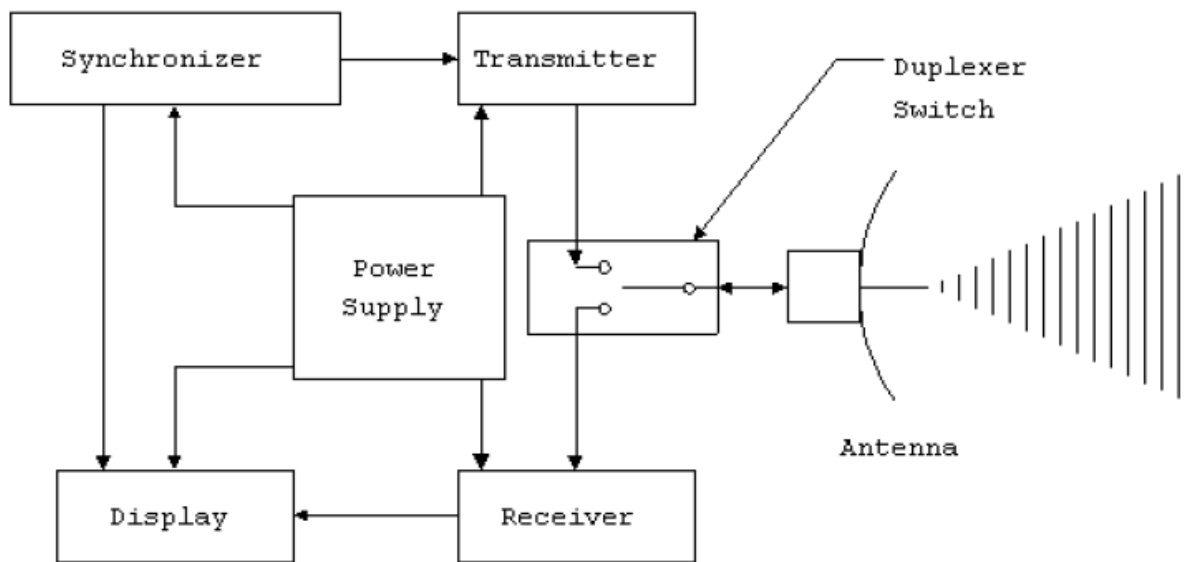 Synchronizer
Transmitter
Duplexer
Switch
Power
Supply
Antenna
Display
Receiver